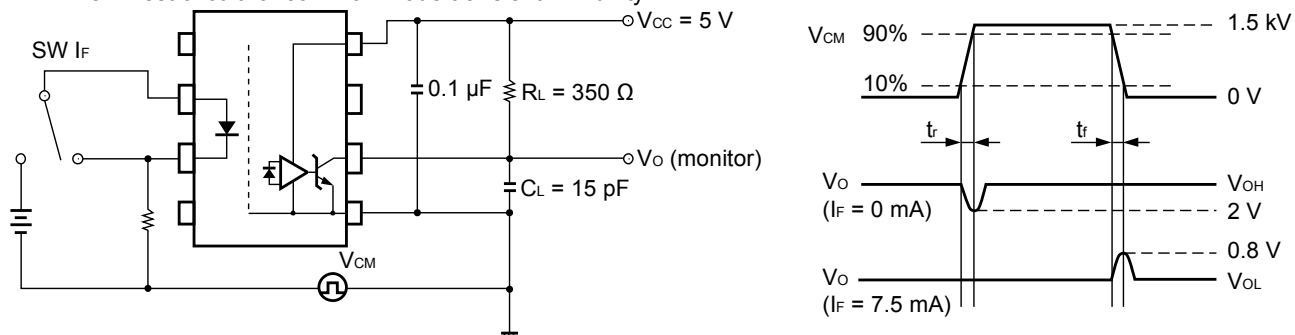 SW IF
VCC = 5 V
0.1 μF
RL = 350 Ω
VO (monitor)
CL = 15 pF
VCM
VCM 90%
10%
1.5 kV
0 V
tr
tf
VO
(IF = 0 mA)
VOH
2 V
0.8 V
VO
(IF = 7.5 mA)
VOL